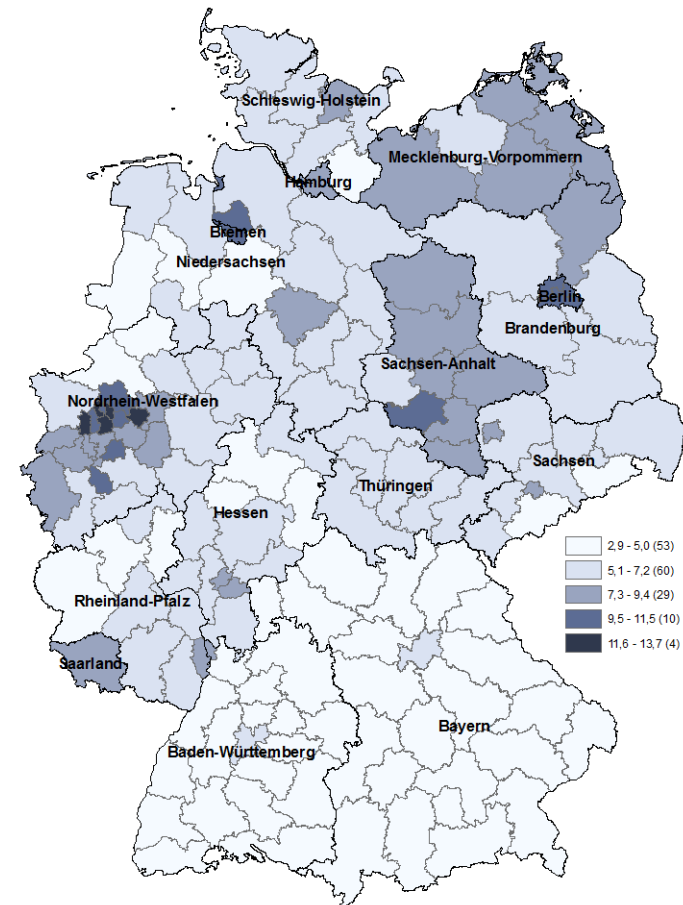 Schleswig-Holstein
Mecklenburg-Vorpommern
Hamburg
Bremen
Niedersachsen
Berlin
Brandenburg
Sachsen-Anhalt
Nordrhein-Westfalen
Sachsen
Thüringen
Hessen
2,9 - 5,0 (53)
5,1 - 7,2 (60)
7,3 - 9,4 (29)
9,5 - 11,5 (10)
11,6 - 13,7 (4)
Rheinland-Pfalz
Saarland
Bayern
Baden-Württemberg